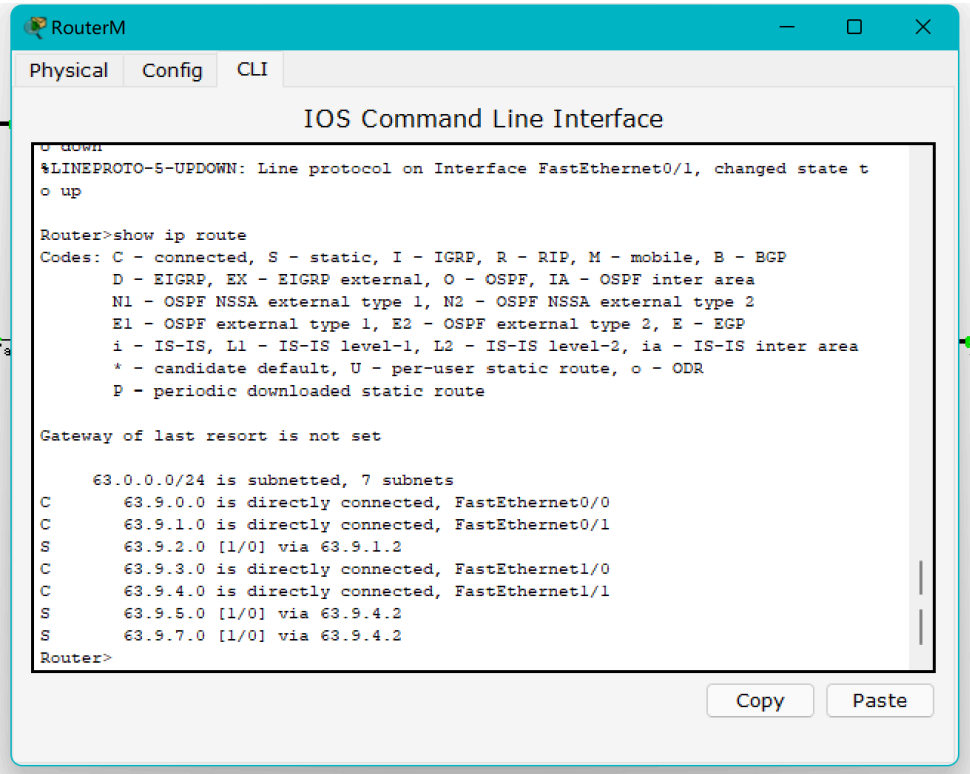 RouterM
Physical Config CLI
IOS Command Line Interface
o down
%LINEPROTO-5-UPDOWN: Line protocol on Interface FastEthernet0/1, changed state t
o up
Router>show ip route
Codes: C - connected, S - static, I - IGRP, R - RIP, M - mobile, B - BGP
D - EIGRP, EX - EIGRP external, O - OSPF, IA - OSPF inter area
N1 - OSPF NSSA external type 1, N2 - OSPF NSSA external type 2
E1 - OSPF external type 1, E2 - OSPF external type 2, E - EGP
i - IS-IS, L1 - IS-IS level-1, L2 - IS-IS level-2, ia - IS-IS inter area
* - candidate default, U - per-user static route, o - ODR
P - periodic downloaded static route
Gateway of last resort is not set
63.0.0.0/24 is subnetted, 7 subnets
C 63.9.0.0 is directly connected, FastEthernet0/0
C 63.9.1.0 is directly connected, FastEthernet0/1
S 63.9.2.0 [1/0] via 63.9.1.2
C 63.9.3.0 is directly connected, FastEthernet1/0
C 63.9.4.0 is directly connected, FastEthernet1/1
S 63.9.5.0 [1/0] via 63.9.4.2
S 63.9.7.0 [1/0] via 63.9.4.2
Router>
Copy Paste